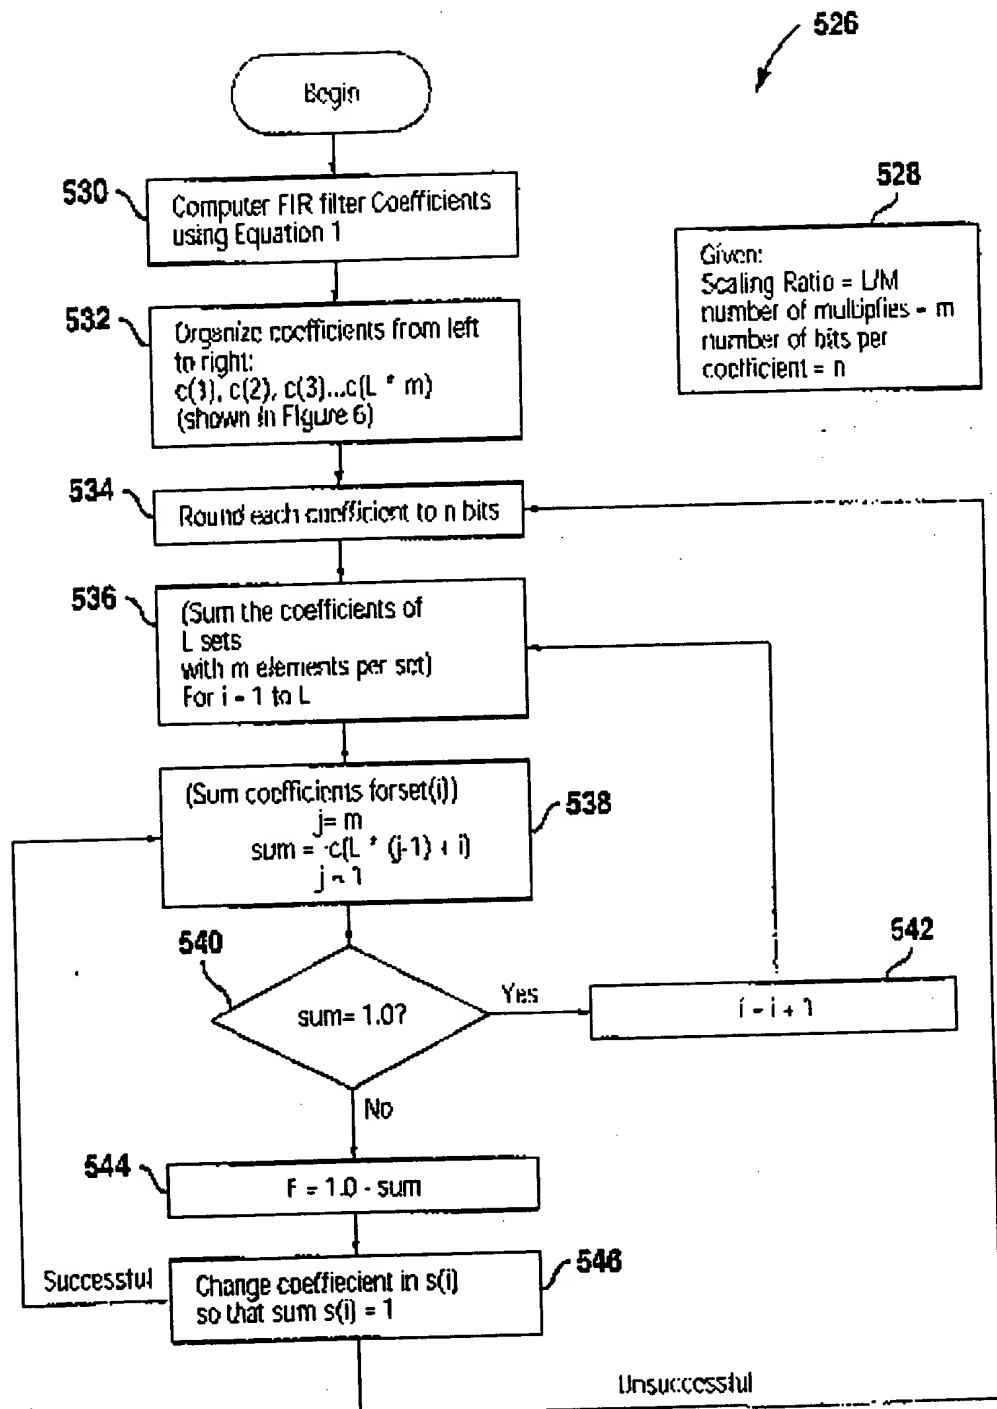 526
Begin
530
Computer FIR filter Coefficients
using Equation 1
528
Given:
Scaling Ratio = L/M
number of multiplies = m
number of bits per
coefficient = n
532
Organize coefficients from left
to right:
c(1), c(2), c(3)...c(L * m)
(shown in Figure 6)
534
Round each coefficient to n bits
536
(Sum the coefficients of
L sets
with m elements per set)
For i = 1 to L
538
(Sum coefficients forset(i))
j= m
sum = c(L * (j-1) + i)
j = 1
540
sum= 1.0?
Yes
542
i = i + 1
No
544
F = 1.0 - sum
546
Successful
Change coeffiecient in s(i)
so that sum s(i) = 1
Unsuccessful